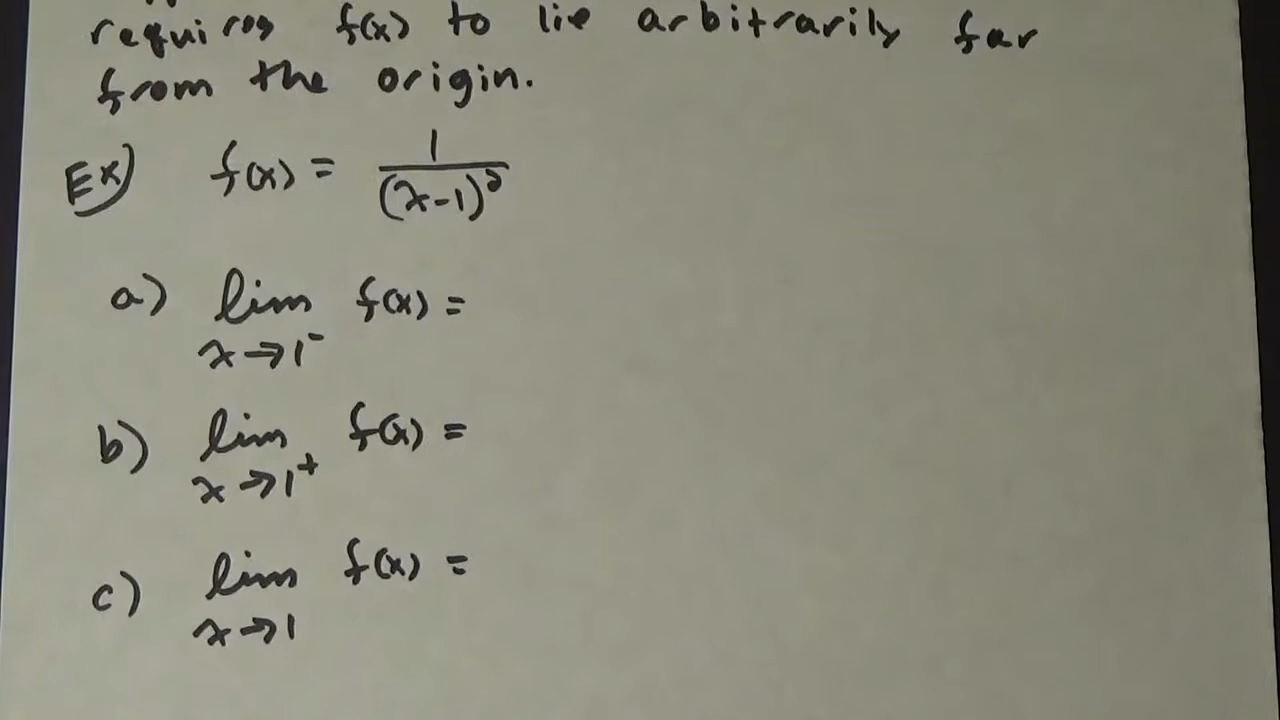 requires f(x) to lie arbitrarily far
from the origin.
Ex) f(x) = 1/(x-1)²
a) lim x→1⁻ f(x) =
b) lim x→1⁺ f(x) =
c) lim x→1 f(x) =